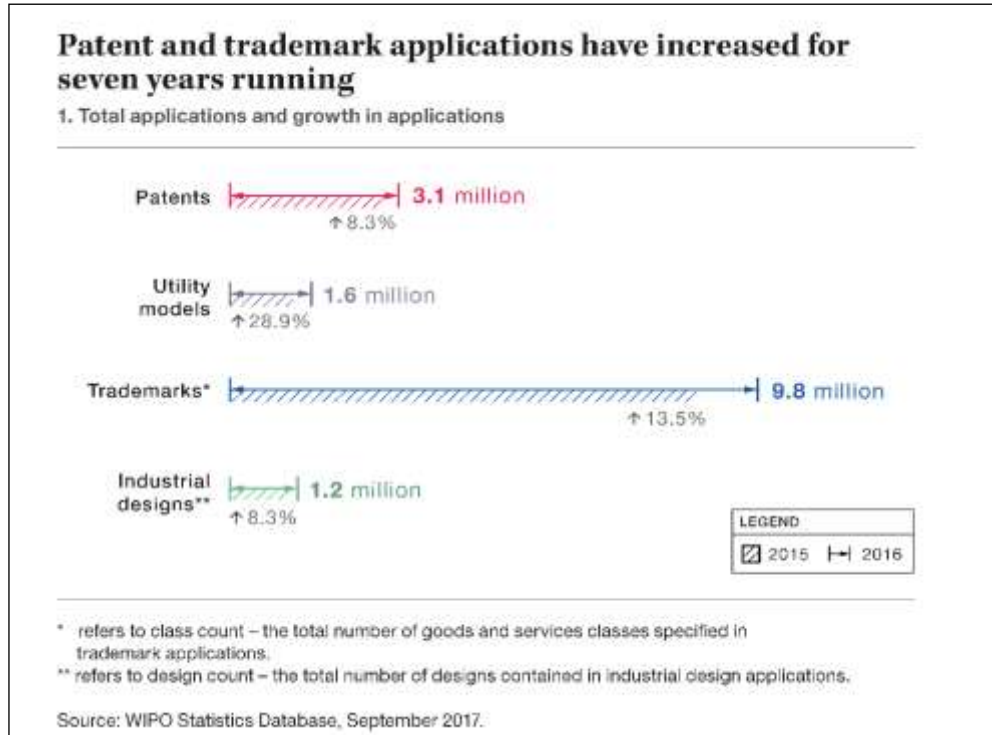 Patent and trademark applications have increased for
seven years running
1. Total applications and growth in applications
Patents
3.1 million
↑8.3%
Utility
models
1.6 million
↑28.9%
Trademarks*
9.8 million
↑13.5%
Industrial
designs**
1.2 million
↑8.3%
LEGEND
2015 2016
* refers to class count – the total number of goods and services classes specified in
trademark applications.
** refers to design count – the total number of designs contained in industrial design applications.
Source: WIPO Statistics Database, September 2017.